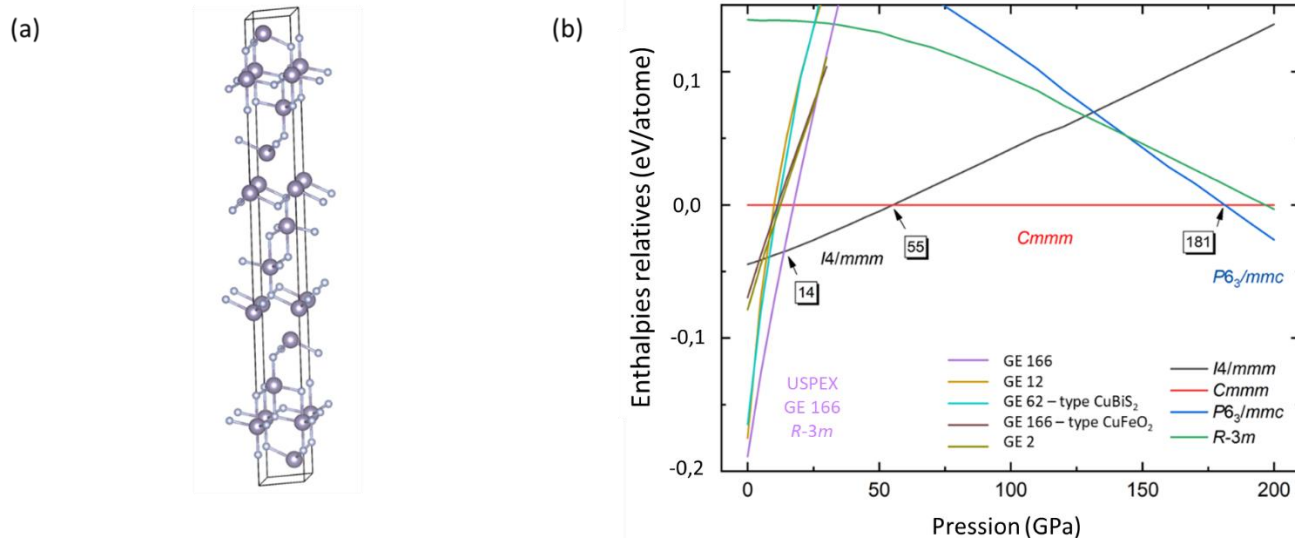 (a)
(b)
Enthalpies relatives (eV/atome)
0,1
0,0
-0,1
-0,2
14
I4/mmm
55
Cmmm
181
P6₃/mmc
USPEX
GE 166
R-3m
GE 166
GE 12
GE 62 – type CuBiS₂
GE 166 – type CuFeO₂
GE 2
I4/mmm
Cmmm
P6₃/mmc
R-3m
0
50
100
150
200
Pression (GPa)